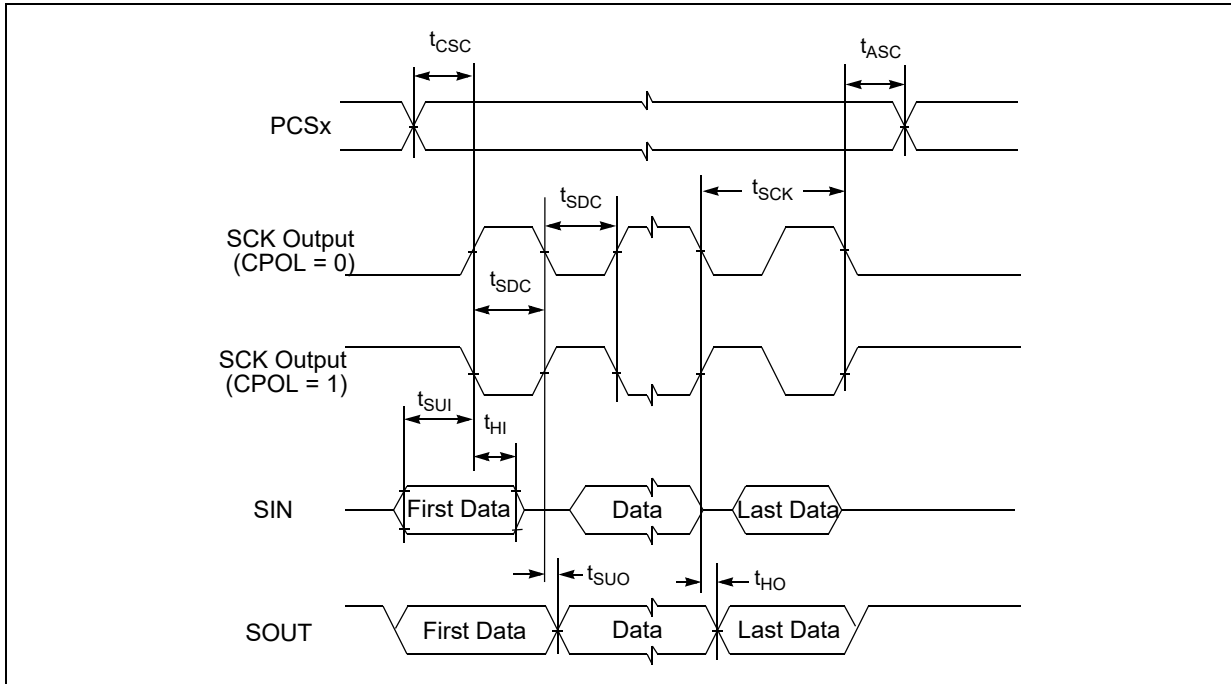 tCSC
tASC
PCSx
tSCK
tSDC
SCK Output
(CPOL = 0)
tSDC
SCK Output
(CPOL = 1)
tSUI
tHI
SIN
First Data
Data
Last Data
tSUO
tHO
SOUT
First Data
Data
Last Data